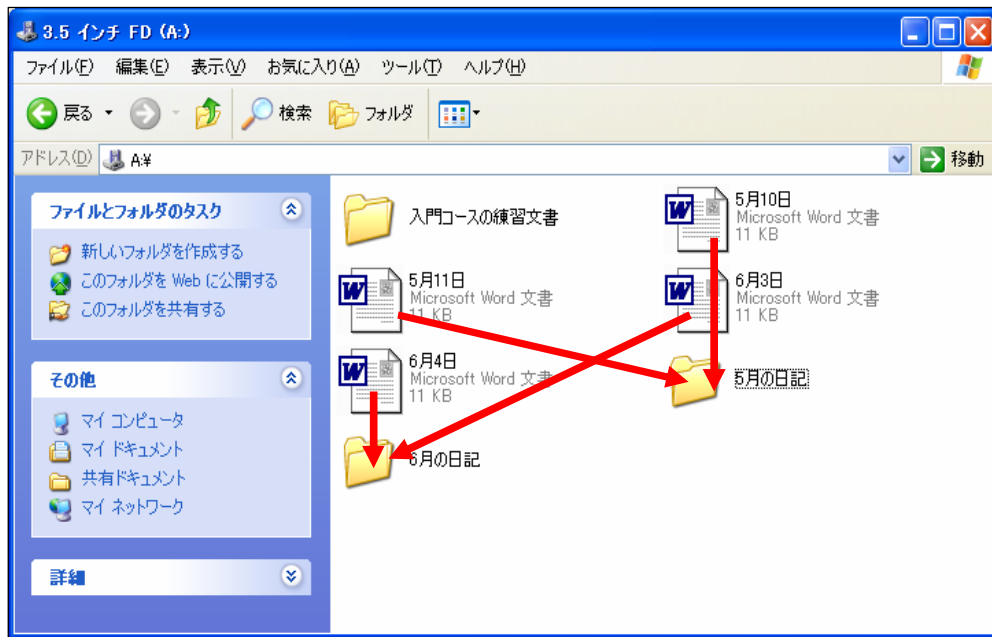 3.5 インチ FD (A:)
ファイル(F) 編集(E) 表示(V) お気に入り(A) ツール(T) ヘルプ(H)
戻る 検索 フォルダ
アドレス(D) A:¥ 移動
ファイルとフォルダのタスク
新しいフォルダを作成する
このフォルダを Web に公開する
このフォルダを共有する
その他
マイ コンピュータ
マイ ドキュメント
共有ドキュメント
マイ ネットワーク
詳細
入門コースの練習文書
5月10日
Microsoft Word 文書
11 KB
5月11日
Microsoft Word 文書
11 KB
6月3日
Microsoft Word 文書
11 KB
6月4日
Microsoft Word 文書
11 KB
5月の日記
6月の日記